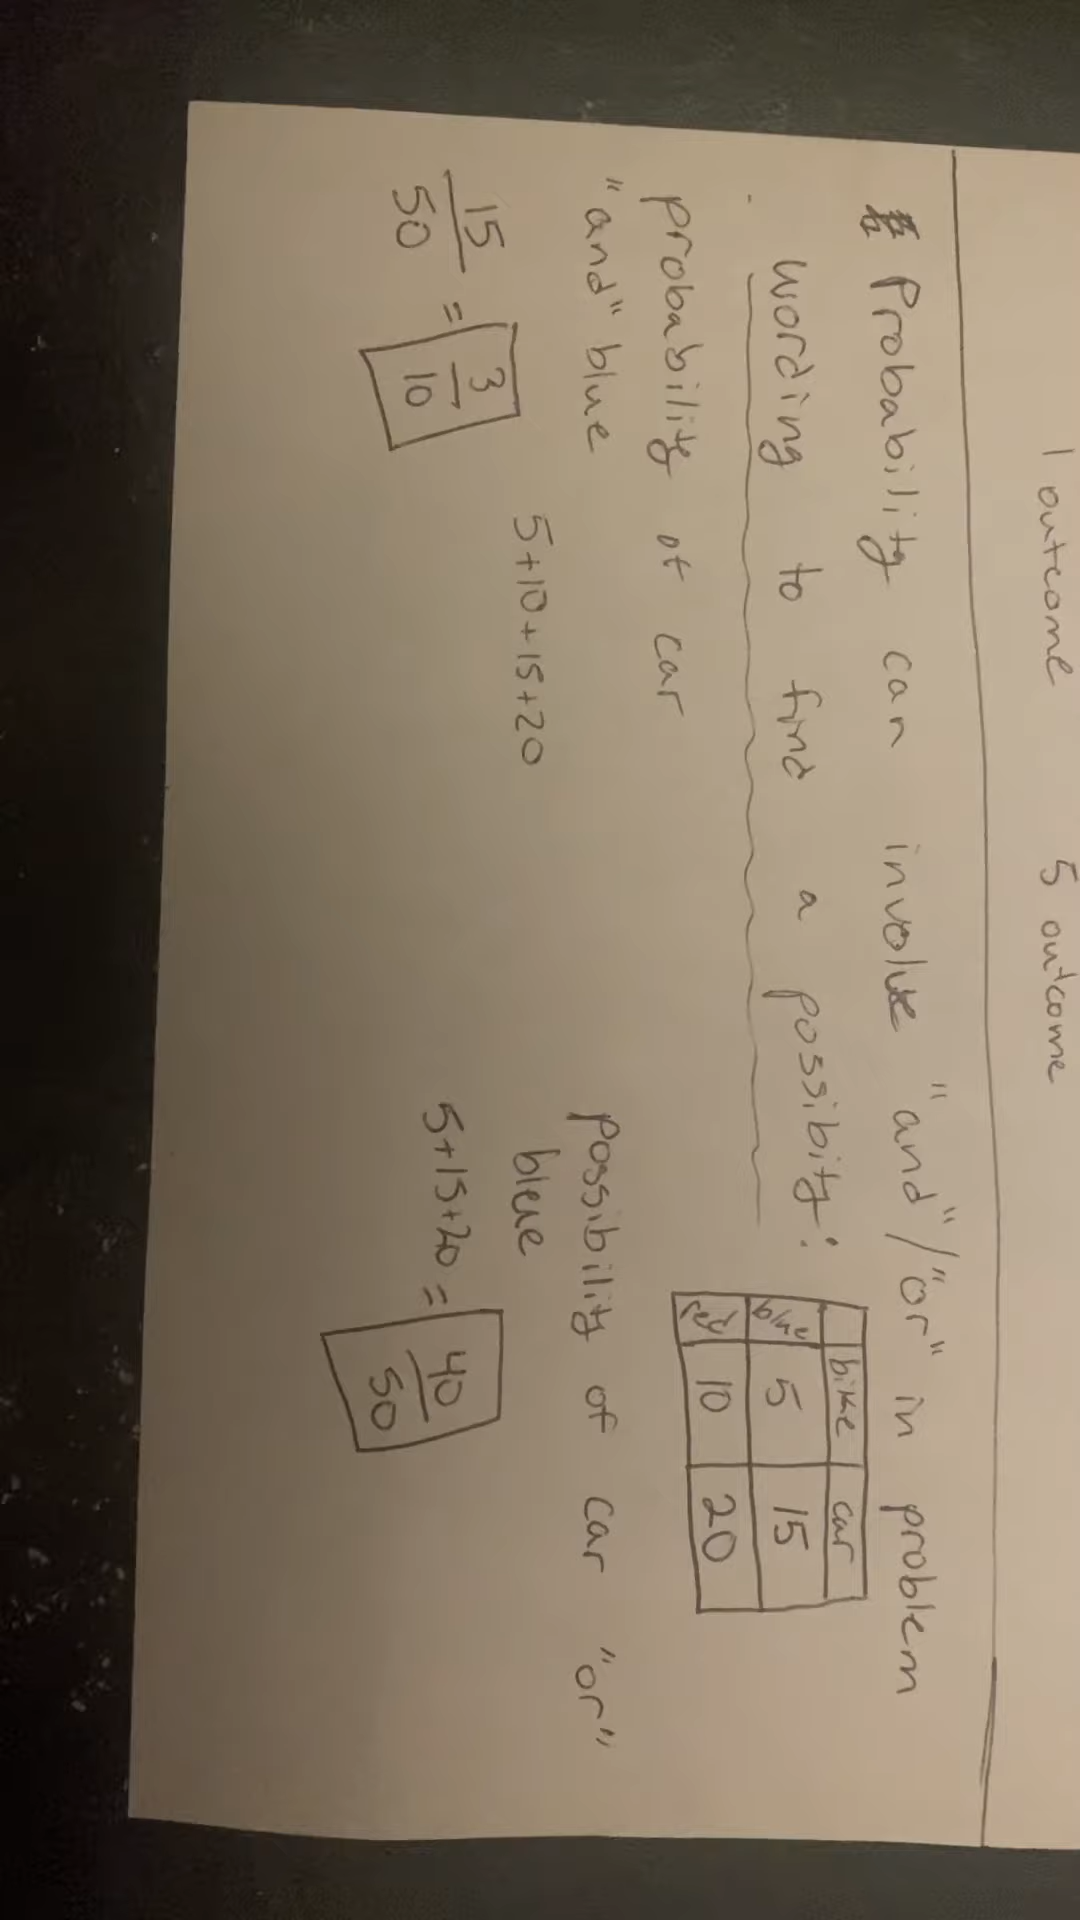 1 outcome 5 outcome
# Probability can involve "and"/"or" in problem
wording to find a possibity:
bike car
blue 5 15
red 10 20
probability of car
"and" blue
5+10+15+20
15/50 = 3/10
possibility of car "or"
blue
5+15+20 = 40/50